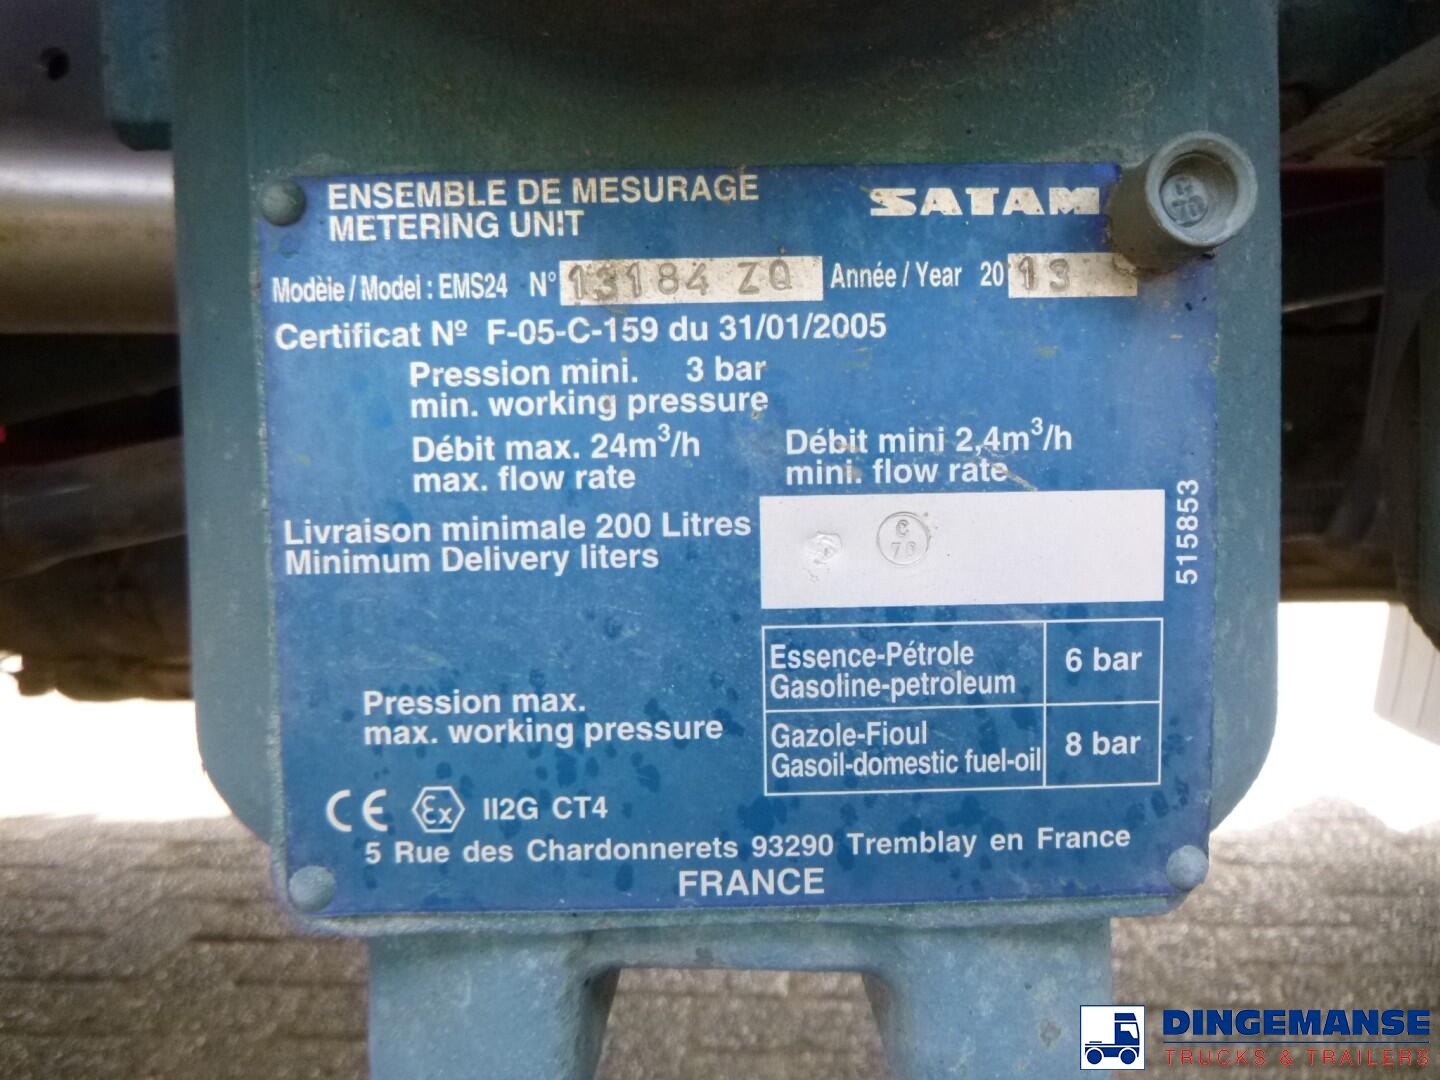 ENSEMBLE DE MESURAGE
METERING UNIT
SATAM
Modèle / Model : EMS24 N° 13184 ZQ Année / Year 2013
Certificat Nº F-05-C-159 du 31/01/2005
Pression mini. 3 bar
min. working pressure
Débit max. 24m³/h
max. flow rate
Débit mini 2,4m³/h
mini. flow rate
Livraison minimale 200 Litres
Minimum Delivery liters
C
70
C
70
515853
Pression max.
max. working pressure
Essence-Pétrole
Gasoline-petroleum
6 bar
Gazole-Fioul
Gasoil-domestic fuel-oil
8 bar
CE Ex II2G CT4
5 Rue des Chardonnerets 93290 Tremblay en France
FRANCE
DINGEMANSE
TRUCKS & TRAILERS